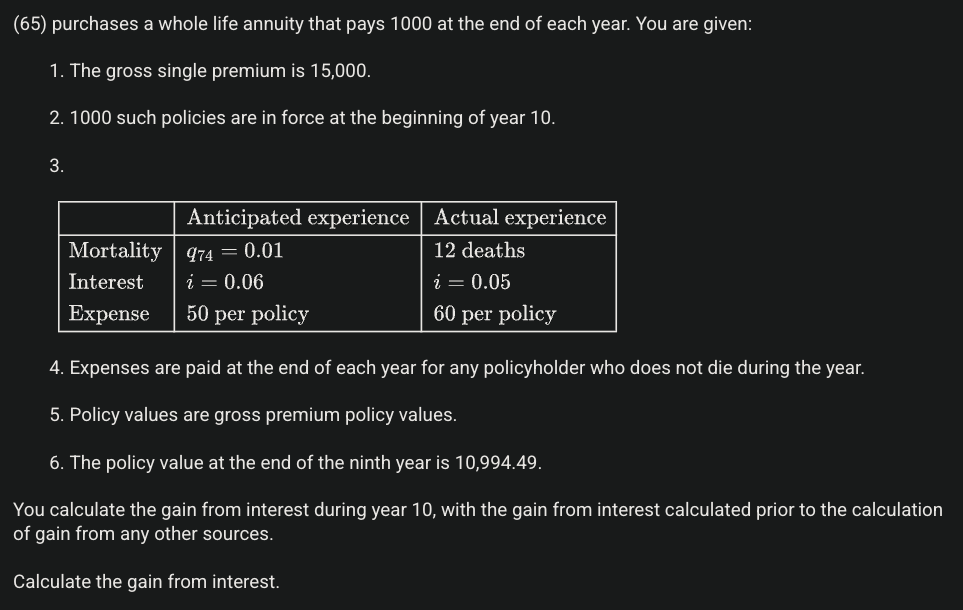 (65) purchases a whole life annuity that pays 1000 at the end of each year. You are given:
1. The gross single premium is 15,000.
2. 1000 such policies are in force at the beginning of year 10.
3.
Anticipated experience Actual experience
Mortality q₇₄ = 0.01 12 deaths
Interest i = 0.06 i = 0.05
Expense 50 per policy 60 per policy
4. Expenses are paid at the end of each year for any policyholder who does not die during the year.
5. Policy values are gross premium policy values.
6. The policy value at the end of the ninth year is 10,994.49.
You calculate the gain from interest during year 10, with the gain from interest calculated prior to the calculation
of gain from any other sources.
Calculate the gain from interest.